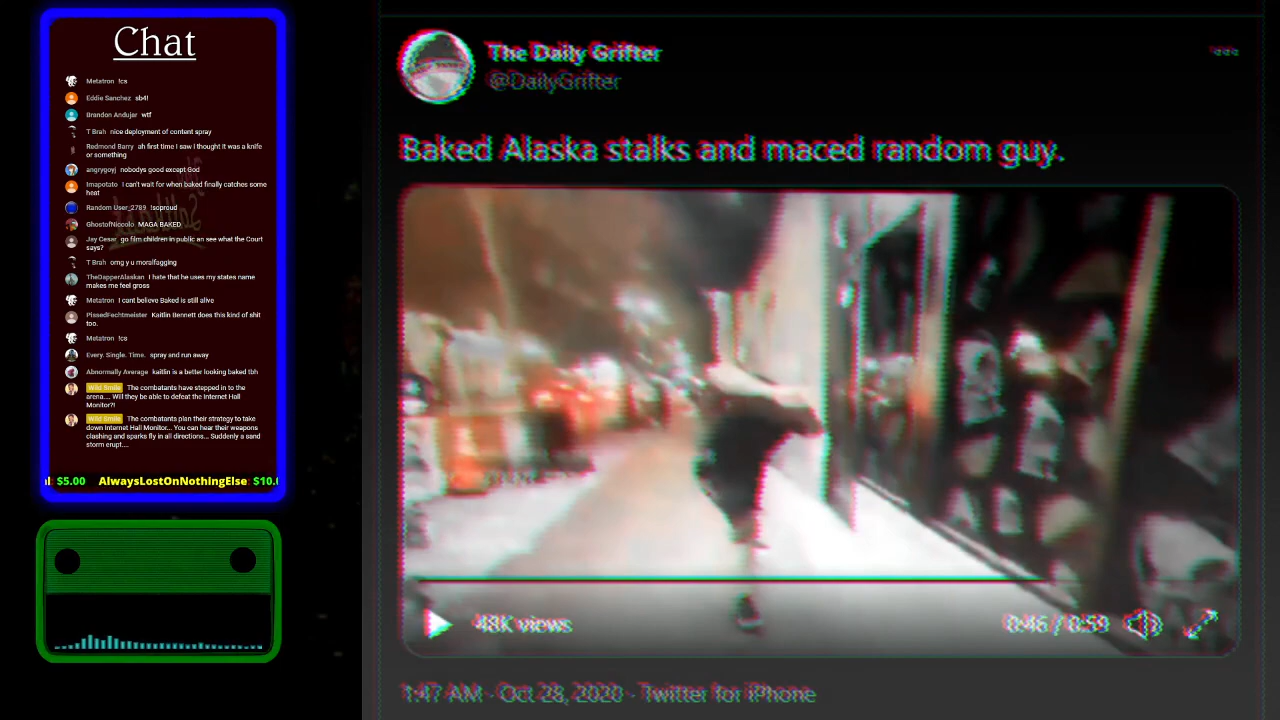 Chat
Metatron !cs
Eddie Sanchez sb4!
Brandon Andujar wtf
T Brah nice deployment of content spray
Redmond Barry ah first time I saw I thought it was a knife
or something
angrygoyj nobodys good except God
Imapotato I can't wait for when baked finally catches some
heat
Random User_2789 !soproud
GhostofNiccolo MAGA BAKED
Jay Cesar go film children in public an see what the Court
says?
T Brah omg y u moralfagging
TheDapperAlaskan I hate that he uses my states name
makes me feel gross
Metatron I cant believe Baked is still alive
PissedFechtmeister Kaitlin Bennett does this kind of shit
too.
Metatron !cs
Every. Single. Time. spray and run away
Abnormally Average kaitlin is a better looking baked tbh
Wild Smile The combatants have stepped in to the
arena.... Will they be able to defeat the Internet Hall
Monitor?!
Wild Smile The combatants plan their strategy to take
down Internet Hall Monitor... You can hear their weapons
clashing and sparks fly in all directions... Suddenly a sand
storm erupt....
$5.00 AlwaysLostOnNothingElse: $10.
The Daily Grifter
@DailyGrifter
Baked Alaska stalks and maced random guy.
48K views
0:46 / 0:59
1:47 AM · Oct 28, 2020 · Twitter for iPhone